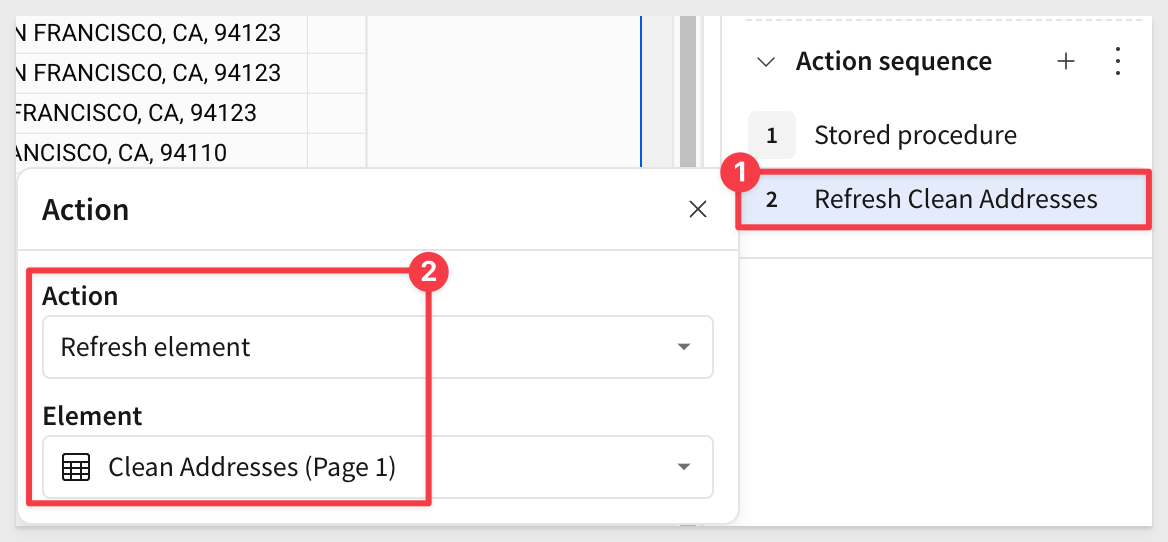 N FRANCISCO, CA, 94123
N FRANCISCO, CA, 94123
FRANCISCO, CA, 94123
ANCISCO, CA, 94110
Action sequence
1 Stored procedure
1
2 Refresh Clean Addresses
Action
2
Action
Refresh element
Element
Clean Addresses (Page 1)